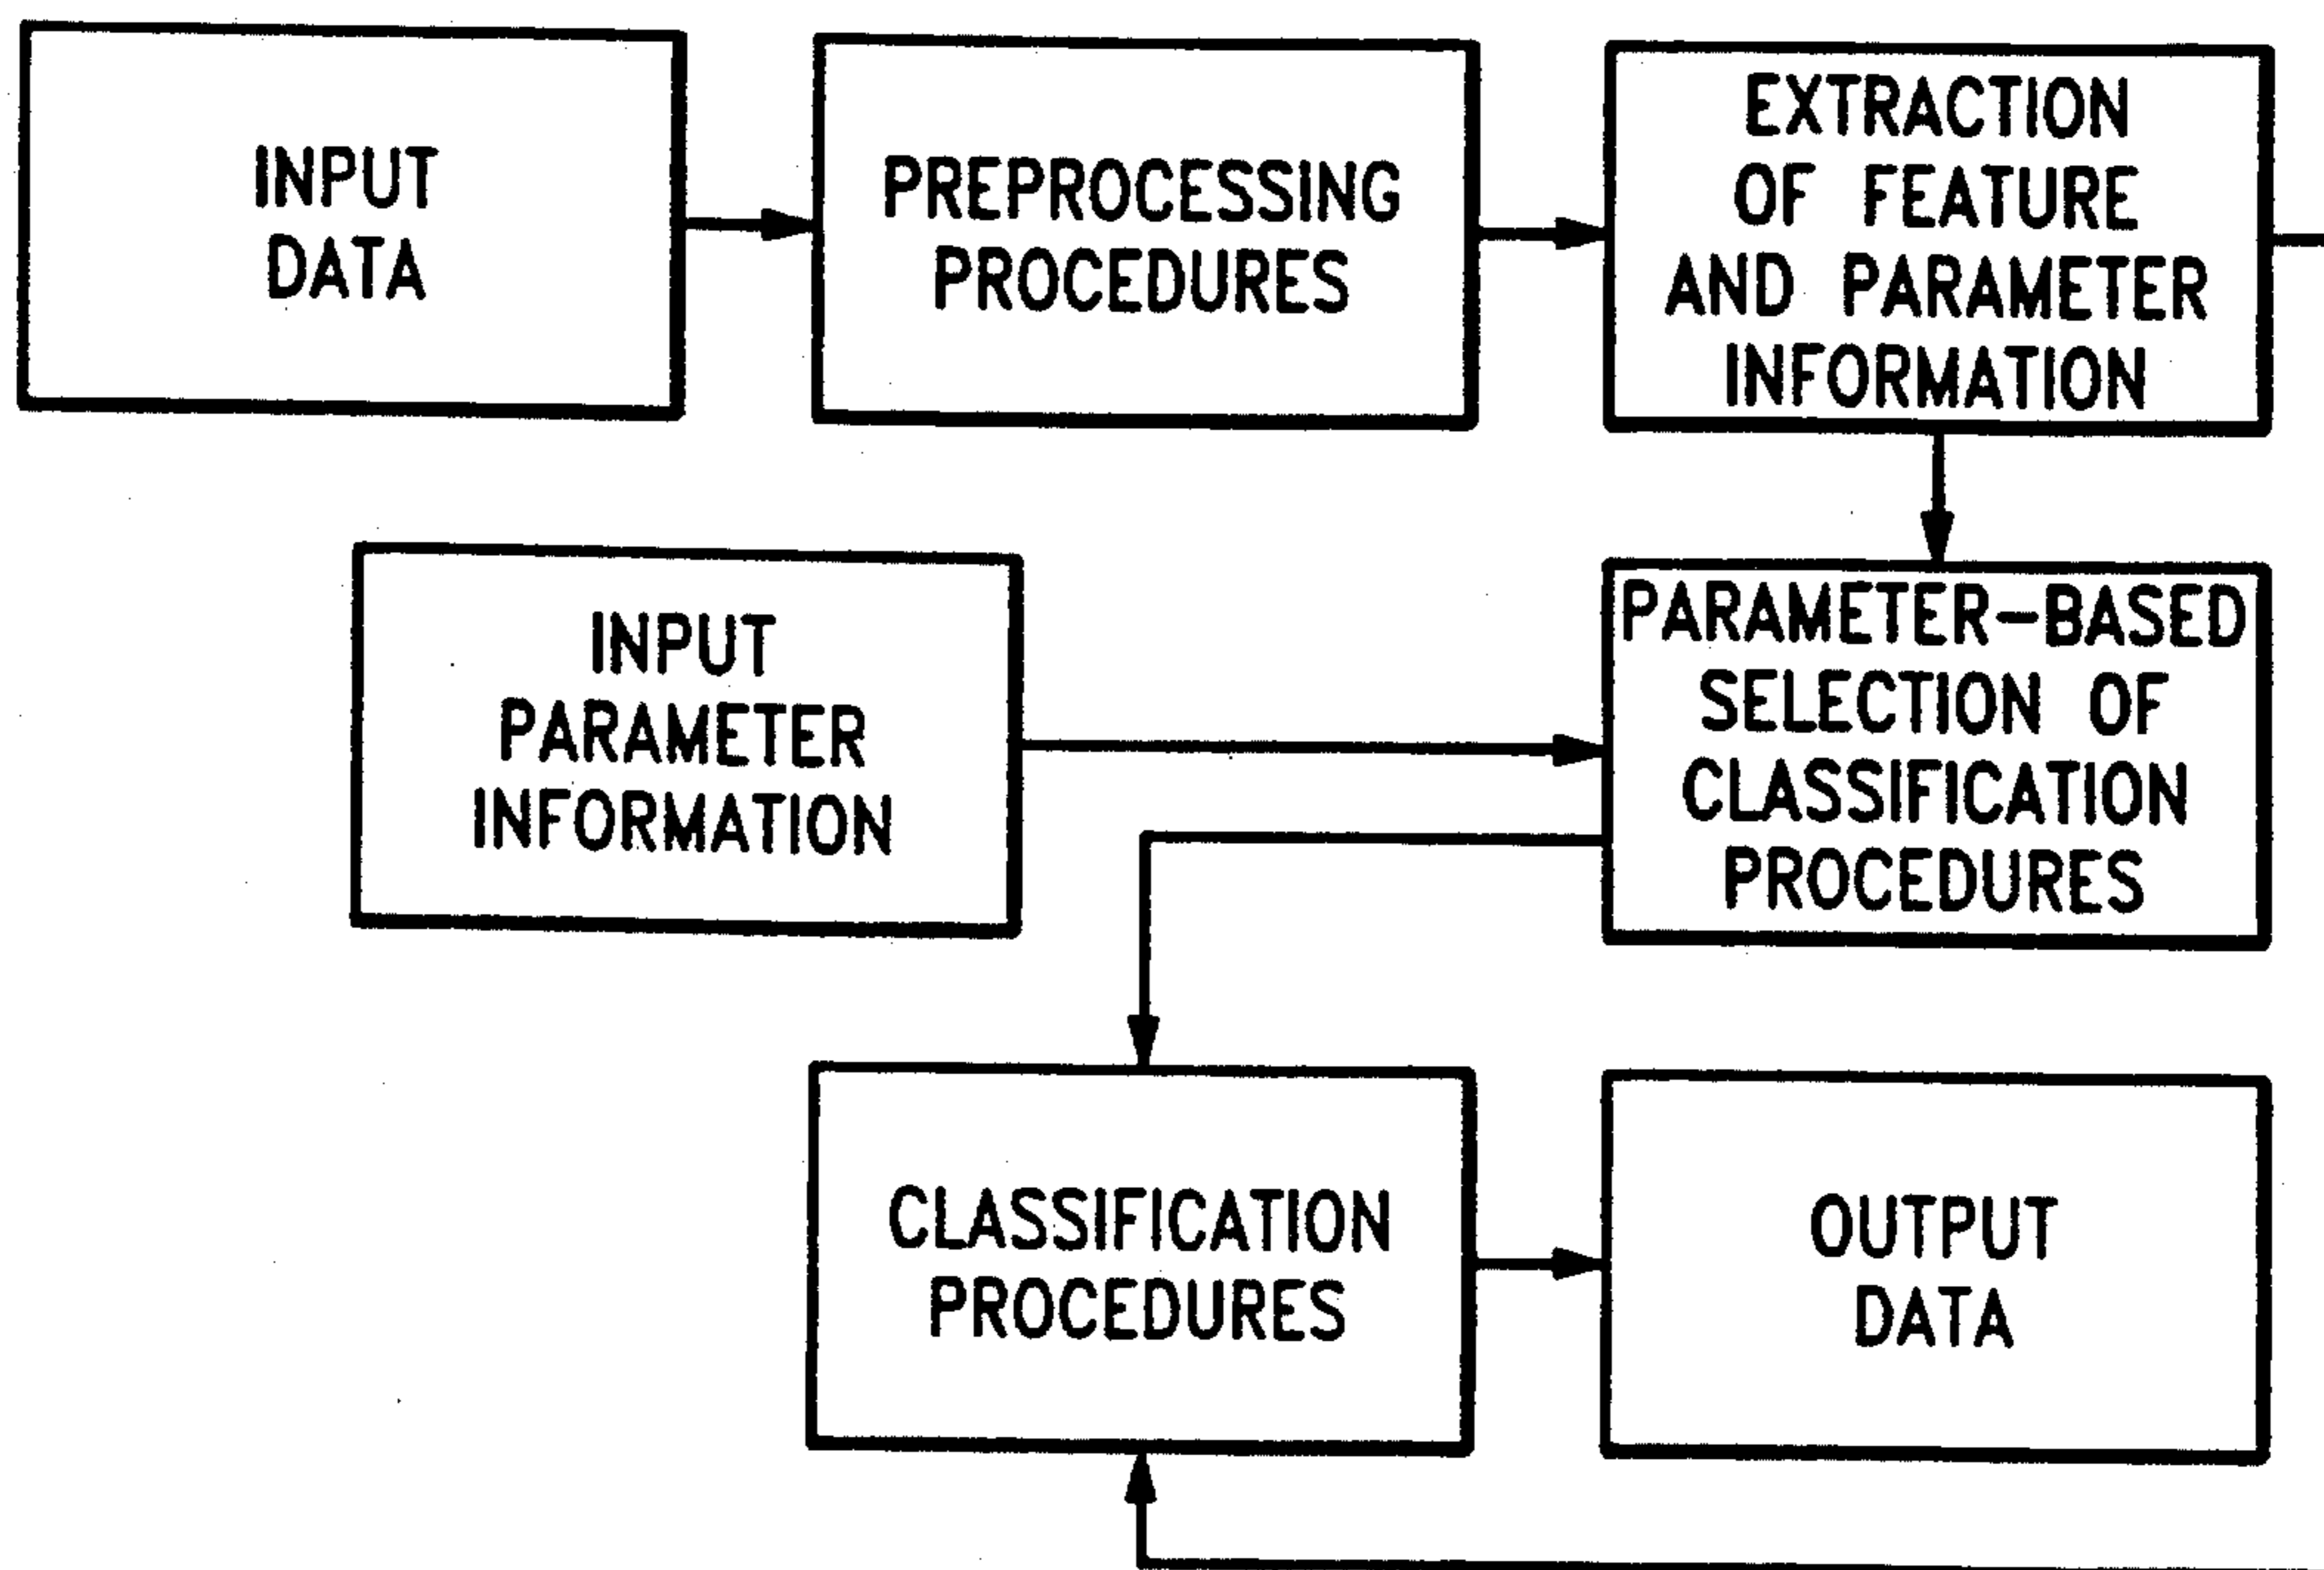 INPUT
DATA
PREPROCESSING
PROCEDURES
EXTRACTION
OF FEATURE
AND PARAMETER
INFORMATION
INPUT
PARAMETER
INFORMATION
PARAMETER-BASED
SELECTION OF
CLASSIFICATION
PROCEDURES
CLASSIFICATION
PROCEDURES
OUTPUT
DATA